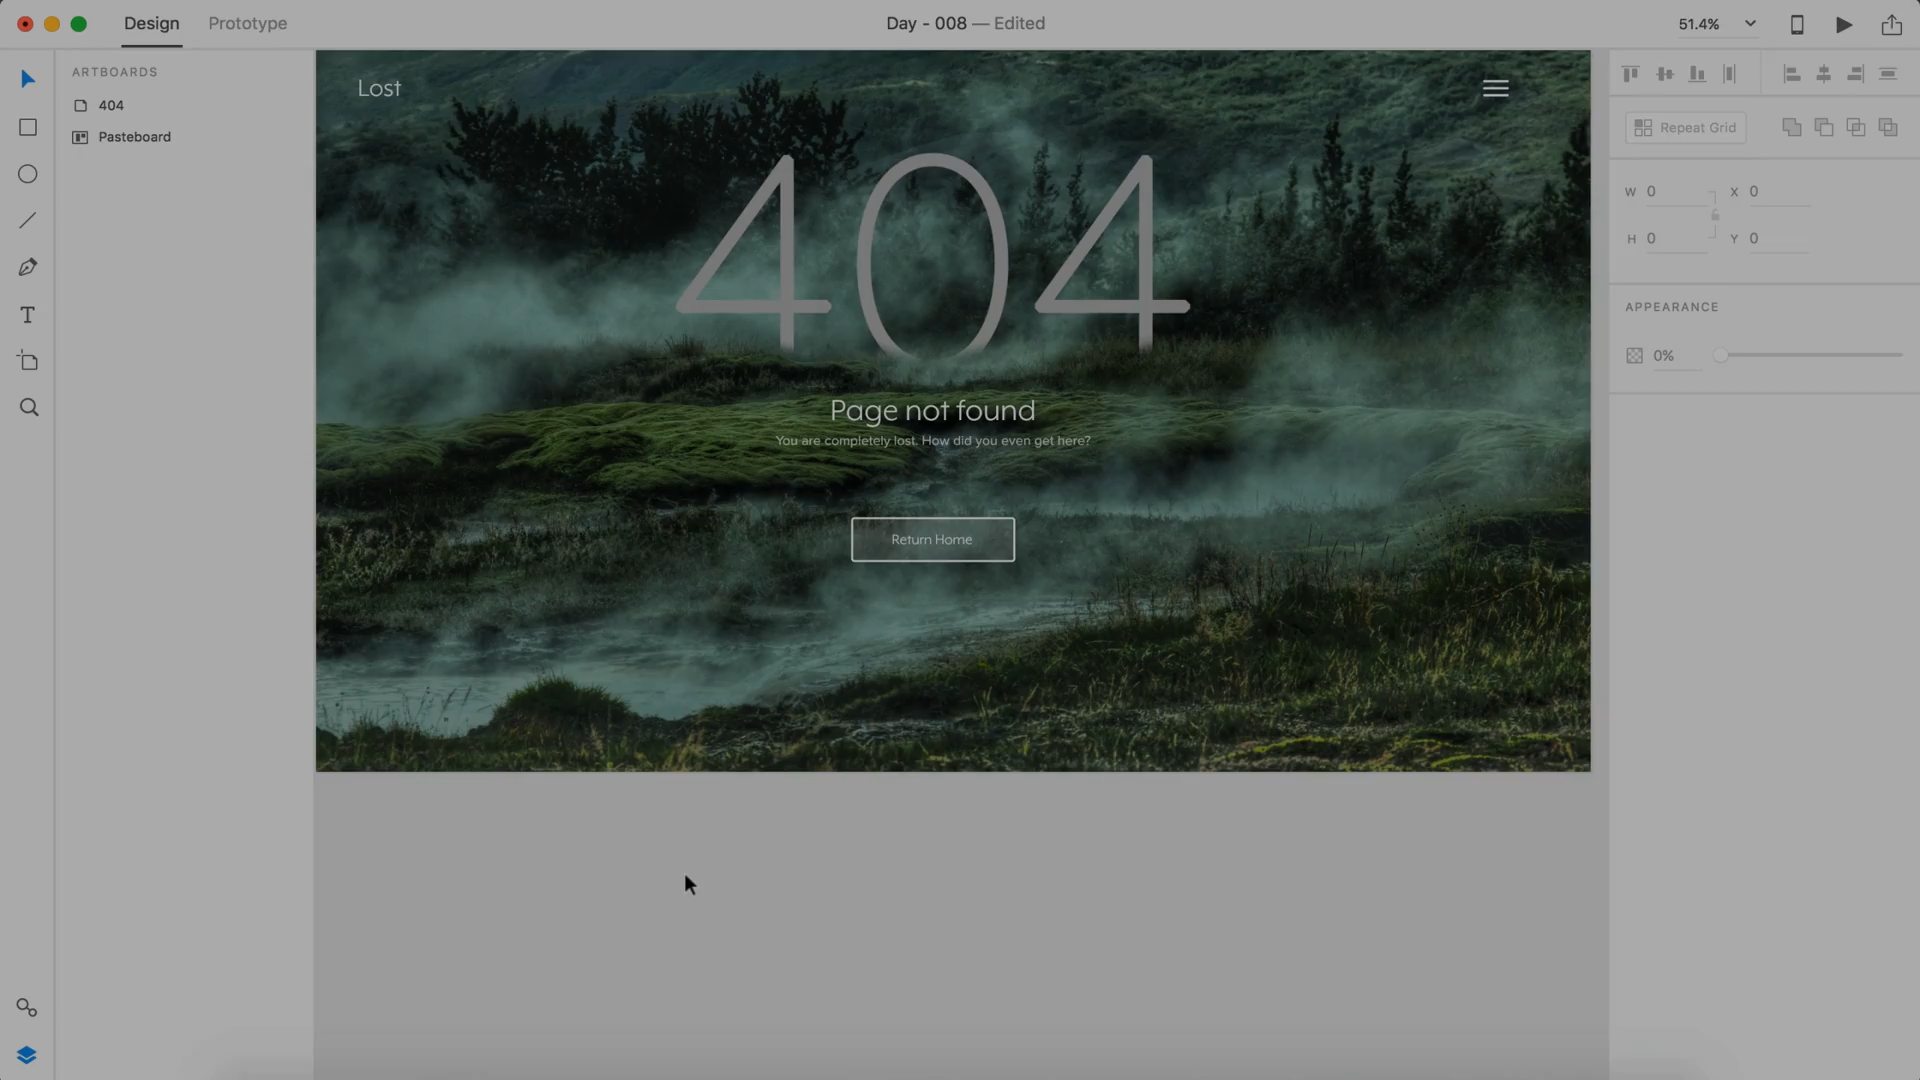 Design Prototype Day - 008 — Edited 51.4%
ARTBOARDS
404
Pasteboard
Lost
404
Page not found
You are completely lost. How did you even get here?
Return Home
Repeat Grid
W 0 X 0
H 0 Y 0
APPEARANCE
0%